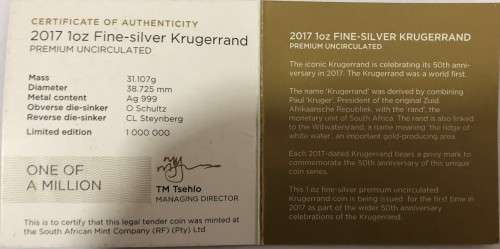 CERTIFICATE OF AUTHENTICITY
2017 1oz Fine-silver Krugerrand
PREMIUM UNCIRCULATED
Mass 31.107g
Diameter 38.725 mm
Metal content Ag 999
Obverse die-sinker O Schultz
Reverse die-sinker CL Steynberg
Limited edition 1 000 000
ONE OF
A MILLION
TM Tsehlo
MANAGING DIRECTOR
This is to certify that this legal tender coin was minted at
the South African Mint Company (RF) (Pty) Ltd
2017 1oz FINE-SILVER KRUGERRAND
PREMIUM UNCIRCULATED
The iconic Krugerrand is celebrating its 50th anni-
versary in 2017. The Krugerrand was a world first.
The name 'Krugerrand' was derived by combining
Paul 'Kruger', President of the original Zuid
Afrikaansche Republiek, with the 'rand', the
monetary unit of South Africa. The rand is also linked
to the Witwatersrand, a name meaning 'the ridge of
white water', an important gold-producing area.
Each 2017-dated Krugerrand bears a privy mark to
commemorate the 50th anniversary of this unique
coin series.
This 1 oz fine-silver premium uncirculated
Krugerrand coin is being issued for the first time in
2017 as part of the wider 50th anniversary
celebrations of the Krugerrand.